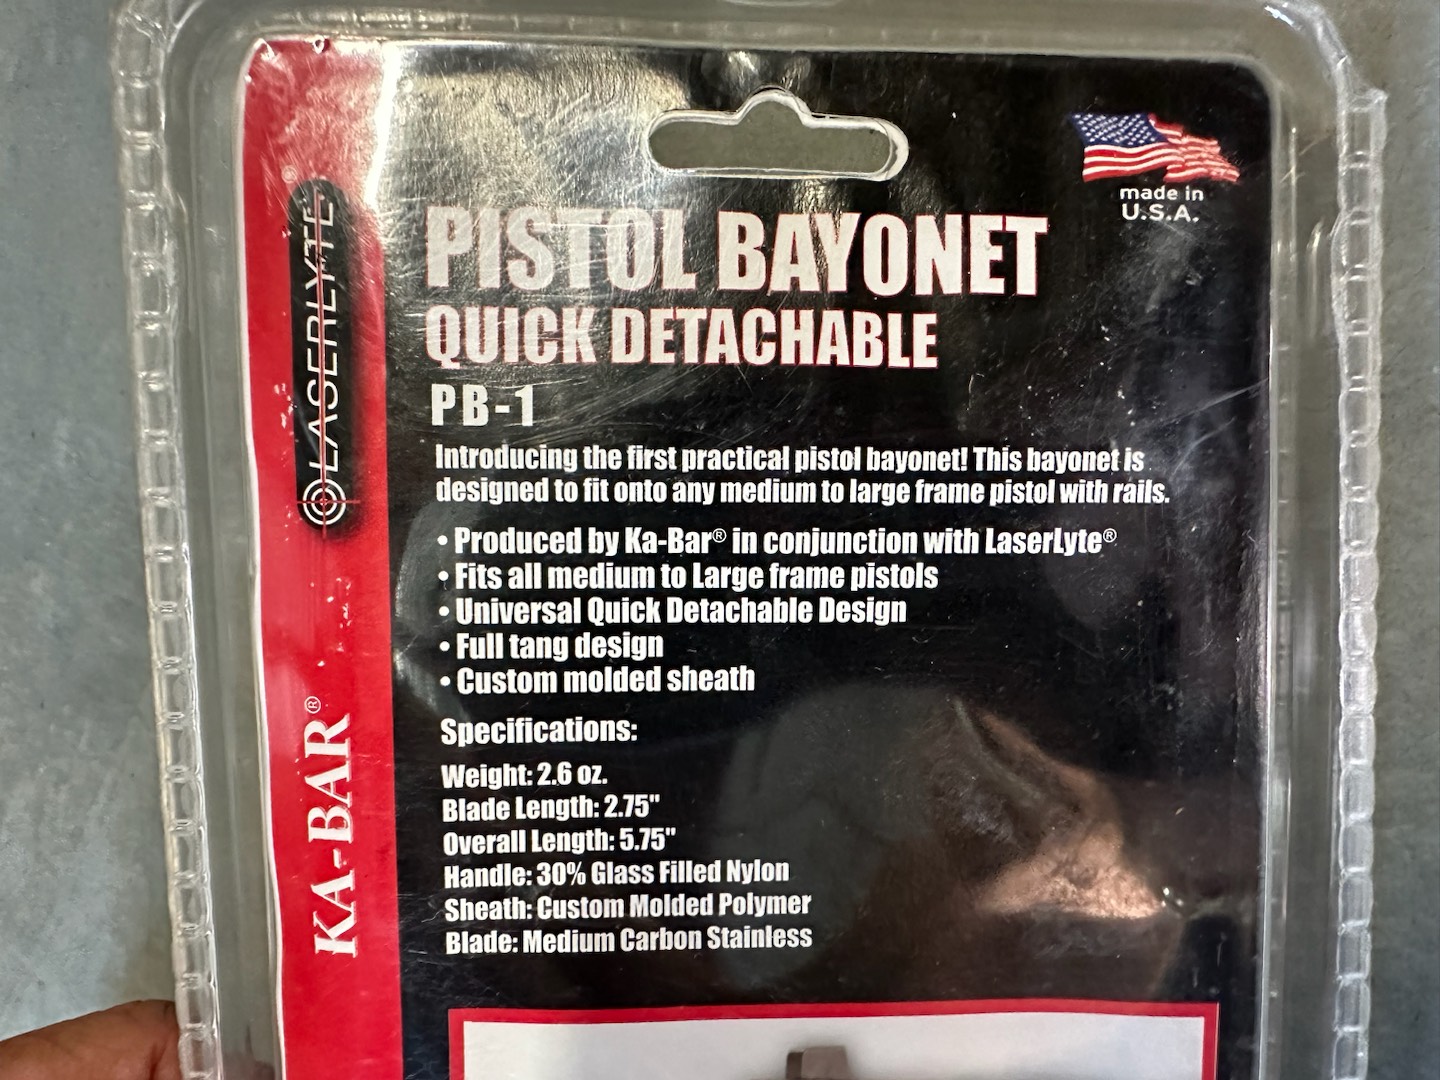 made in
U.S.A.
LASERLYTE®
KA-BAR®
PISTOL BAYONET
QUICK DETACHABLE
PB-1
Introducing the first practical pistol bayonet! This bayonet is
designed to fit onto any medium to large frame pistol with rails.
• Produced by Ka-Bar® in conjunction with LaserLyte®
• Fits all medium to Large frame pistols
• Universal Quick Detachable Design
• Full tang design
• Custom molded sheath
Specifications:
Weight: 2.6 oz.
Blade Length: 2.75"
Overall Length: 5.75"
Handle: 30% Glass Filled Nylon
Sheath: Custom Molded Polymer
Blade: Medium Carbon Stainless